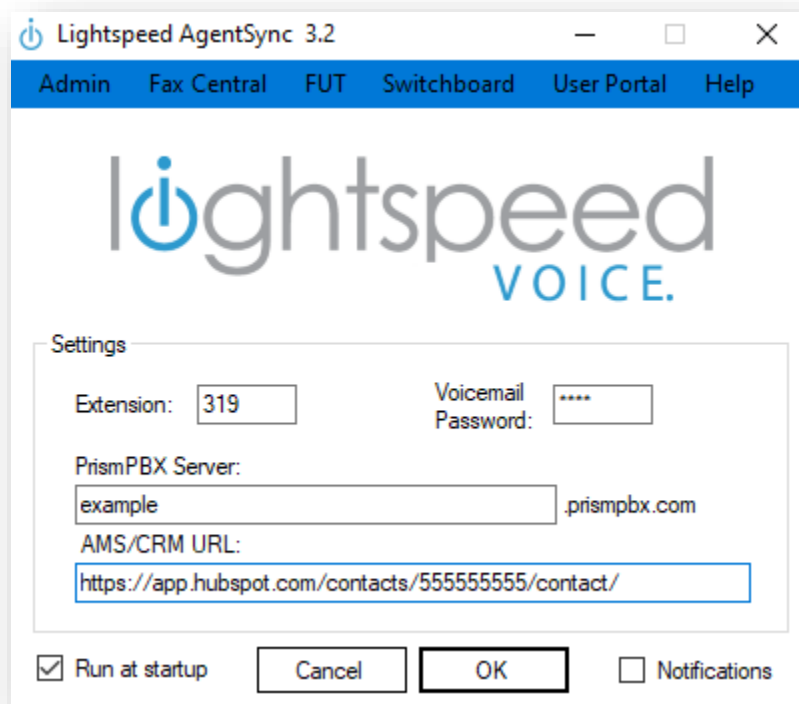 Lightspeed AgentSync 3.2
Admin Fax Central FUT Switchboard User Portal Help
lightspeed
VOICE.
Settings
Extension: 319 Voicemail Password: ****
PrismPBX Server:
example .prismpbx.com
AMS/CRM URL:
https://app.hubspot.com/contacts/555555555/contact/
Run at startup Cancel OK Notifications